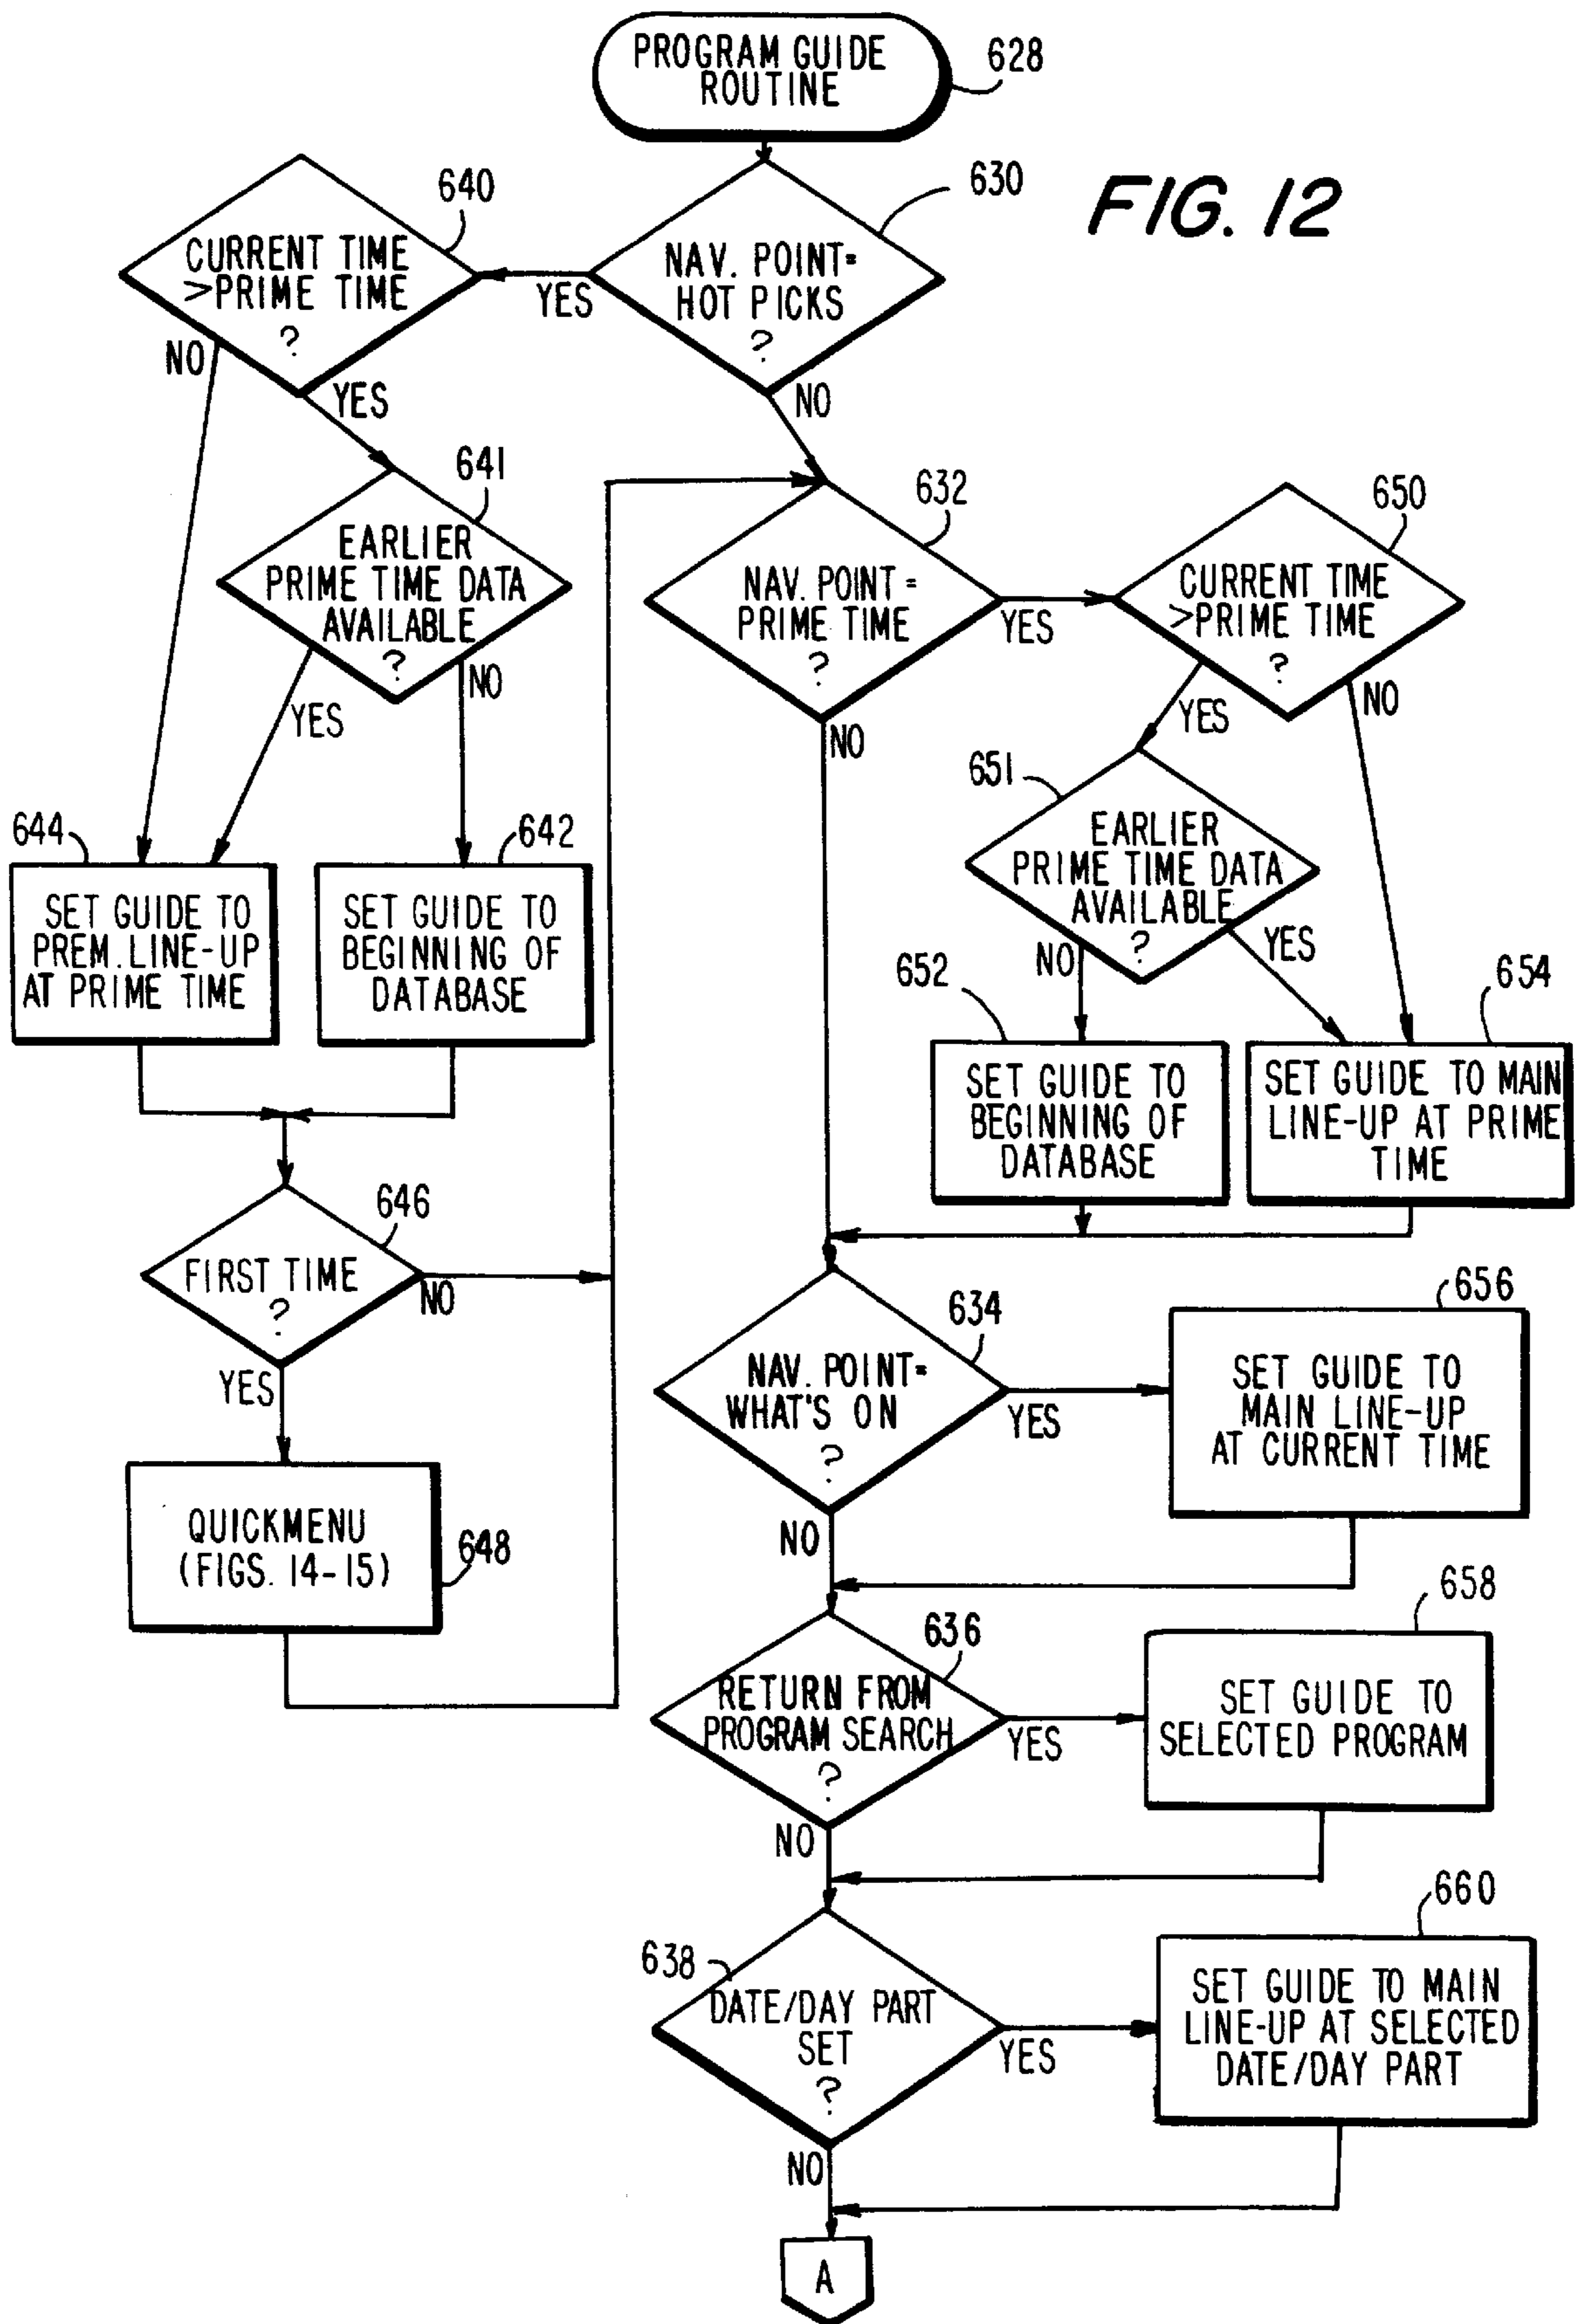 PROGRAM GUIDE
ROUTINE
628
FIG. 12
630
NAV. POINT=
HOT PICKS
?
YES
NO
640
CURRENT TIME
>PRIME TIME
?
NO
YES
641
EARLIER
PRIME TIME DATA
AVAILABLE
?
YES
NO
632
NAV. POINT =
PRIME TIME
?
YES
NO
650
CURRENT TIME
>PRIME TIME
?
YES
NO
651
EARLIER
PRIME TIME DATA
AVAILABLE
?
NO
YES
644
SET GUIDE TO
PREM. LINE-UP
AT PRIME TIME
642
SET GUIDE TO
BEGINNING OF
DATABASE
652
SET GUIDE TO
BEGINNING OF
DATABASE
654
SET GUIDE TO MAIN
LINE-UP AT PRIME
TIME
646
FIRST TIME
?
NO
YES
QUICKMENU
(FIGS. 14-15)
648
634
NAV. POINT=
WHAT'S ON
?
YES
NO
656
SET GUIDE TO
MAIN LINE-UP
AT CURRENT TIME
636
RETURN FROM
PROGRAM SEARCH
?
YES
NO
658
SET GUIDE TO
SELECTED PROGRAM
638
DATE/DAY PART
SET
?
YES
NO
660
SET GUIDE TO MAIN
LINE-UP AT SELECTED
DATE/DAY PART
A